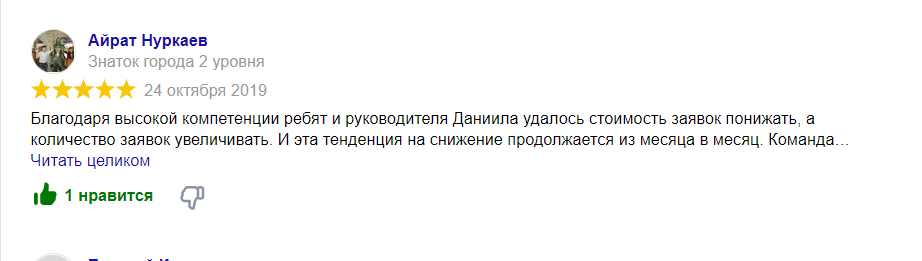 Айрат Нуркаев
Знаток города 2 уровня
24 октября 2019
Благодаря высокой компетенции ребят и руководителя Даниила удалось стоимость заявок понижать, а
количество заявок увеличивать. И эта тенденция на снижение продолжается из месяца в месяц. Команда…
Читать целиком
1 нравится